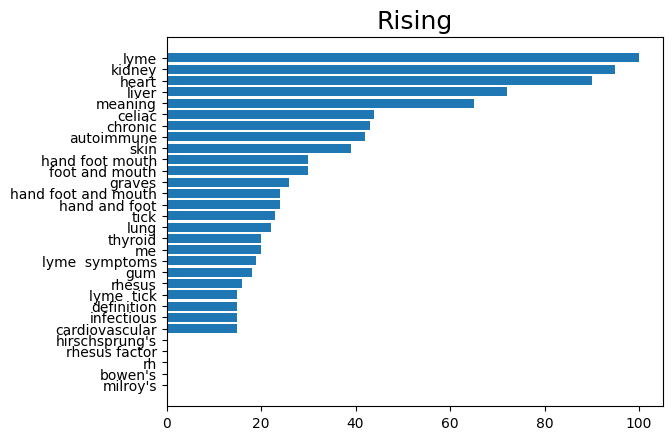 Rising
lyme
kidney
heart
liver
meaning
celiac
chronic
autoimmune
skin
hand foot mouth
foot and mouth
graves
hand foot and mouth
hand and foot
tick
lung
thyroid
me
lyme  symptoms
gum
rhesus
lyme  tick
definition
infectious
cardiovascular
hirschsprung's
rhesus factor
rh
bowen's
milroy's
0 20 40 60 80 100